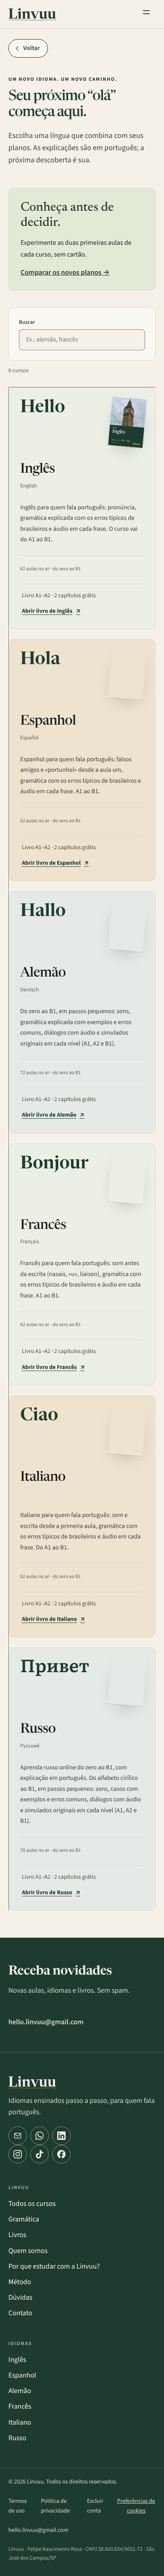 Linvuu
← Voltar
UM NOVO IDIOMA. UM NOVO CAMINHO.
Seu próximo “olá”
começa aqui.
Escolha uma língua que combina com seus
planos. As explicações são em português; a
próxima descoberta é sua.
Conheça antes de
decidir.
Experimente as duas primeiras aulas de
cada curso, sem cartão.
Comparar os novos planos →
Buscar
Ex.: alemão, francês
6 cursos
Hello
Inglês
Inglês
English
Inglês para quem fala português: pronúncia,
gramática explicada com os erros típicos de
brasileiros e áudio em cada frase. O curso vai
do A1 ao B1.
62 aulas no ar · do zero ao B1
Livro A1–A2 · 2 capítulos grátis
Abrir livro de Inglês ↗
Hola
Espanhol
Español
Espanhol para quem fala português: falsos
amigos e «portunhol» desde a aula um,
gramática com os erros típicos de brasileiros e
áudio em cada frase. A1 ao B1.
62 aulas no ar · do zero ao B1
Livro A1–A2 · 2 capítulos grátis
Abrir livro de Espanhol ↗
Hallo
Alemão
Deutsch
Do zero ao B1, em passos pequenos: sons,
gramática com exemplos e erros
comuns, diálogos com áudio e simulados
originais em cada nível (A1, A2 e B1).
72 aulas no ar · do zero ao B1
Livro A1–A2 · 2 capítulos grátis
Abrir livro de Alemão ↗
Bonjour
Francês
Français
Francês para quem fala português: som antes
da escrita (nasais, «u», liaison), gramática com
os erros típicos de brasileiros e áudio em cada
frase. A1 ao B1.
62 aulas no ar · do zero ao B1
Livro A1–A2 · 2 capítulos grátis
Abrir livro de Francês ↗
Ciao
Italiano
Italiano para quem fala português: som e
escrita desde a primeira aula, gramática com
os erros típicos de brasileiros e áudio em cada
frase. Do A1 ao B1.
62 aulas no ar · do zero ao B1
Livro A1–A2 · 2 capítulos grátis
Abrir livro de Italiano ↗
Привет
Russo
Русский
Aprenda russo online do zero ao B1, com
explicação em português. Do alfabeto cirílico
ao B1, em passos pequenos: sons, casos com
exemplos e erros comuns, diálogos com áudio
e simulados originais em cada nível (A1, A2 e
B1).
78 aulas no ar · do zero ao B1
Livro A1–A2 · 2 capítulos grátis
Abrir livro de Russo ↗
Receba novidades
Novas aulas, idiomas e livros. Sem spam.
hello.linvuu@gmail.com
Linvuu
Idiomas ensinados passo a passo, para quem fala
português.
LINVUU
Todos os cursos
Gramática
Livros
Quem somos
Por que estudar com a Linvuu?
Método
Dúvidas
Contato
IDIOMAS
Inglês
Espanhol
Alemão
Francês
Italiano
Russo
© 2026 Linvuu. Todos os direitos reservados.
Termos de uso
Política de privacidade
Excluir conta
Preferências de cookies
hello.linvuu@gmail.com
Linvuu · Felipe Nascimento Rosa · CNPJ 38.800.654/0001-72 · São
José dos Campos/SP